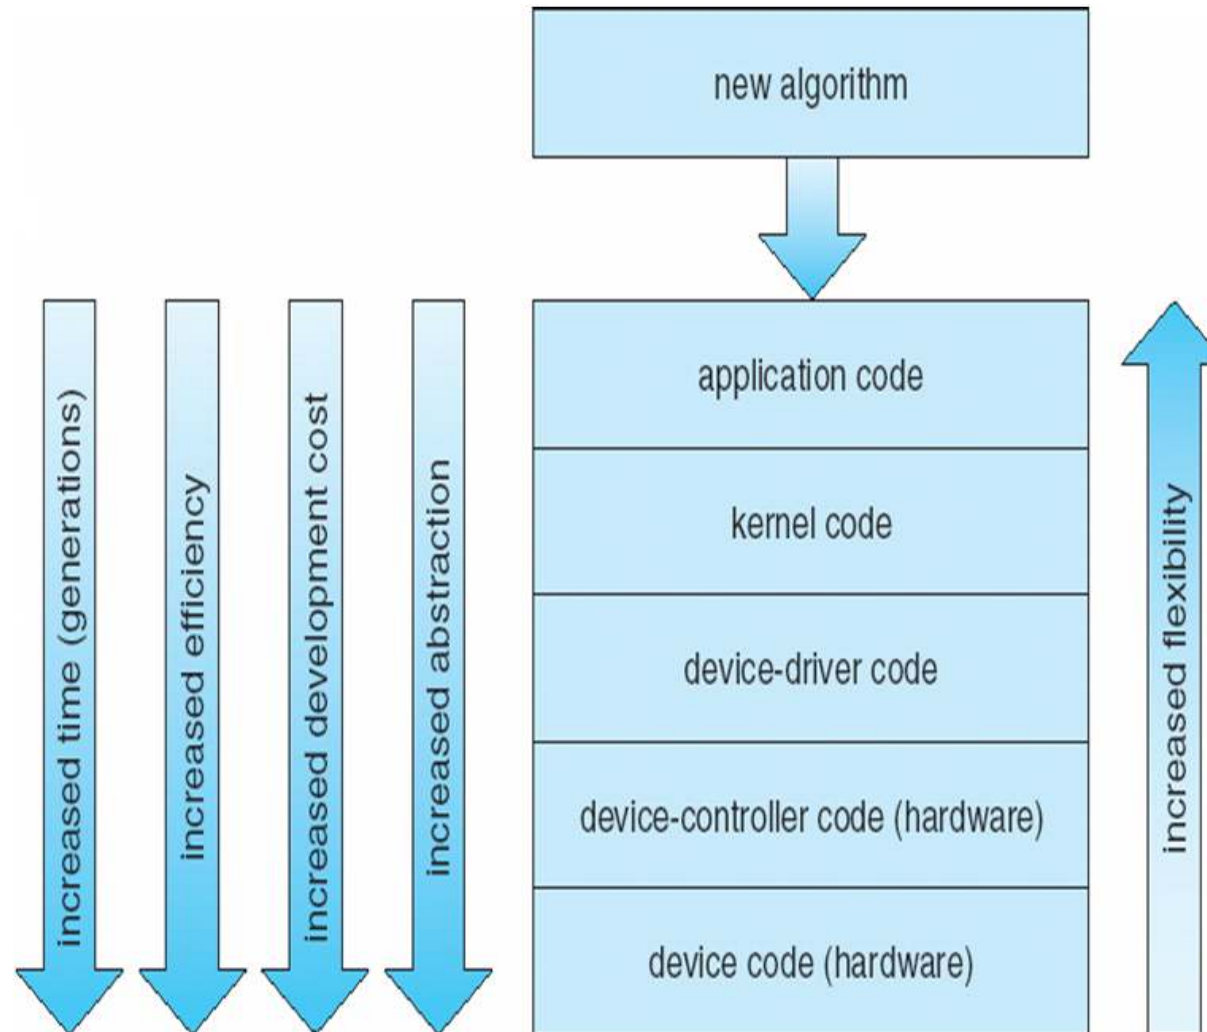 new algorithm
increased time (generations)
increased efficiency
increased development cost
increased abstraction
application code
kernel code
device-driver code
device-controller code (hardware)
device code (hardware)
increased flexibility